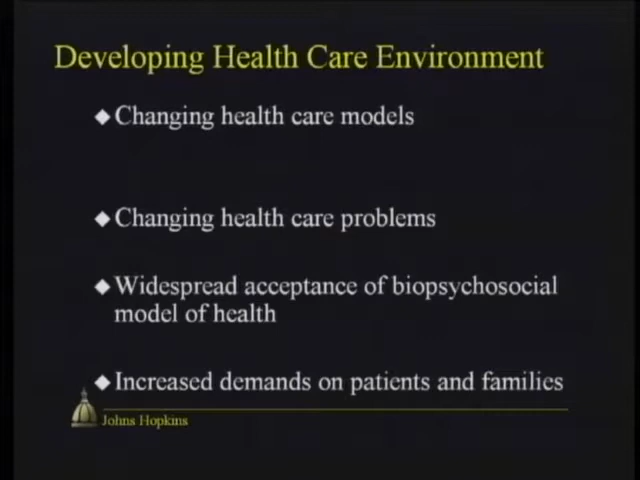 Developing Health Care Environment
◆Changing health care models
◆Changing health care problems
◆Widespread acceptance of biopsychosocial
model of health
◆Increased demands on patients and families
Johns Hopkins